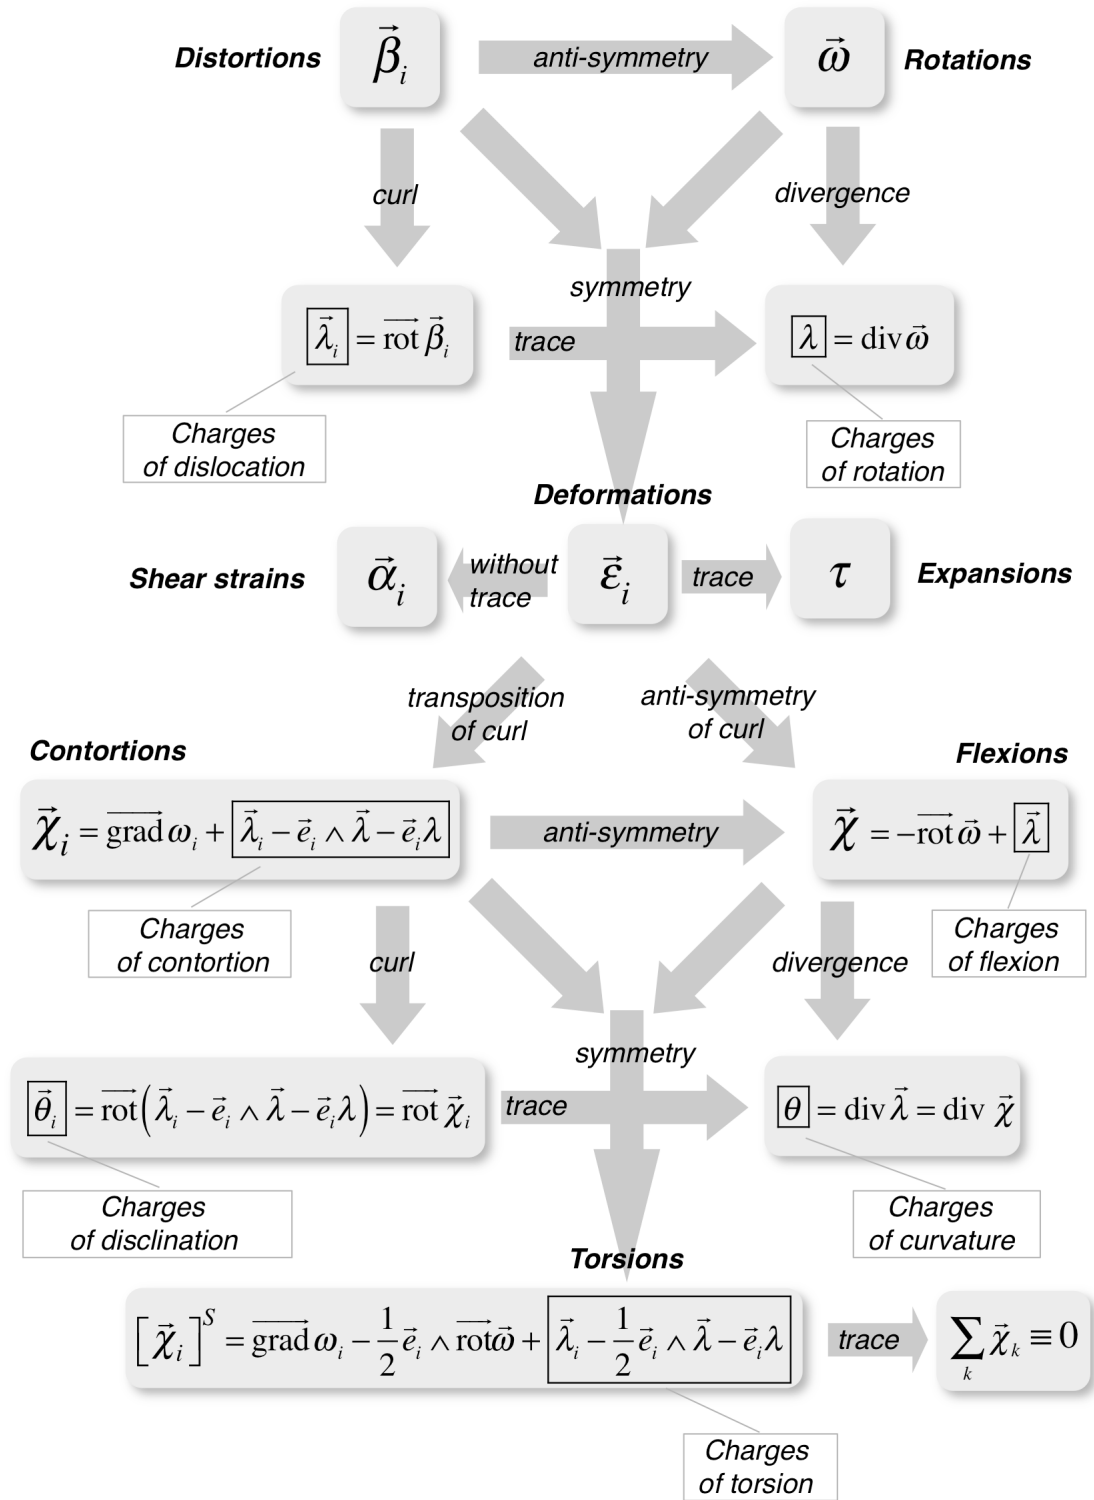 Distortions
β⃗ᵢ
anti-symmetry
ω⃗
Rotations
curl
divergence
symmetry
λ⃗ᵢ = rot β⃗ᵢ
trace
λ = div ω⃗
Charges
of dislocation
Charges
of rotation
Deformations
Shear strains
α⃗ᵢ
without
trace
ε⃗ᵢ
trace
τ
Expansions
transposition
of curl
anti-symmetry
of curl
Contortions
Flexions
χ⃗ᵢ = grad ωᵢ + λ⃗ᵢ − e⃗ᵢ ∧ λ⃗ − e⃗ᵢλ
anti-symmetry
χ⃗ = −rot ω⃗ + λ⃗
Charges
of contortion
Charges
of flexion
curl
divergence
symmetry
θ⃗ᵢ = rot(λ⃗ᵢ − e⃗ᵢ ∧ λ⃗ − e⃗ᵢλ) = rot χ⃗ᵢ
trace
θ = div λ⃗ = div χ⃗
Charges
of disclination
Charges
of curvature
Torsions
[χ⃗ᵢ]^S = grad ωᵢ − 1/2 e⃗ᵢ ∧ rot ω⃗ + λ⃗ᵢ − 1/2 e⃗ᵢ ∧ λ⃗ − e⃗ᵢλ
trace
∑ₖ χ⃗ₖ ≡ 0
Charges
of torsion